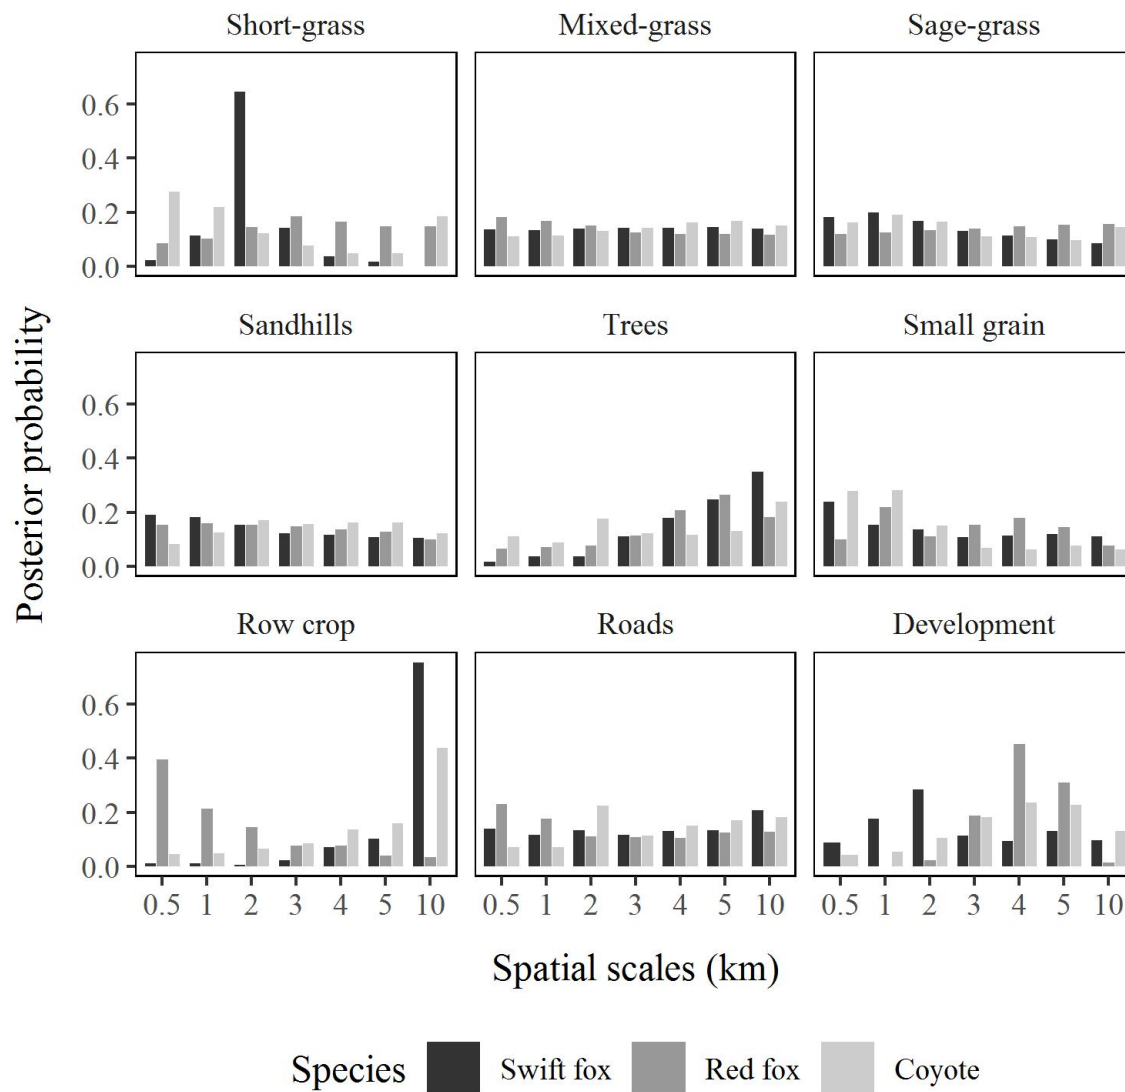 Short-grass Mixed-grass Sage-grass
0.6
0.4
0.2
0.0
Sandhills Trees Small grain
0.6
0.4
0.2
0.0
Row crop Roads Development
0.6
0.4
0.2
0.0
0.5 1 2 3 4 5 10 0.5 1 2 3 4 5 10 0.5 1 2 3 4 5 10
Posterior probability
Spatial scales (km)
Species Swift fox Red fox Coyote